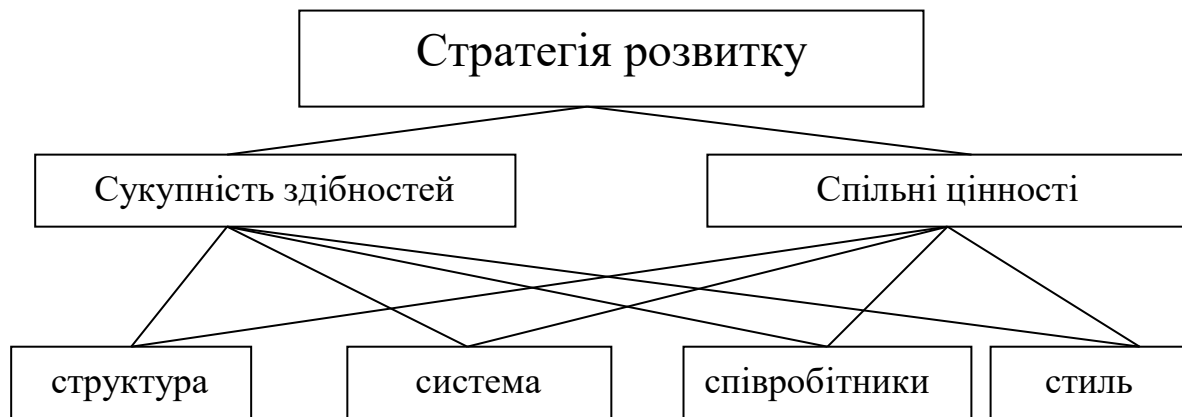 Стратегія розвитку
Сукупність здібностей
Спільні цінності
структура
система
співробітники
стиль